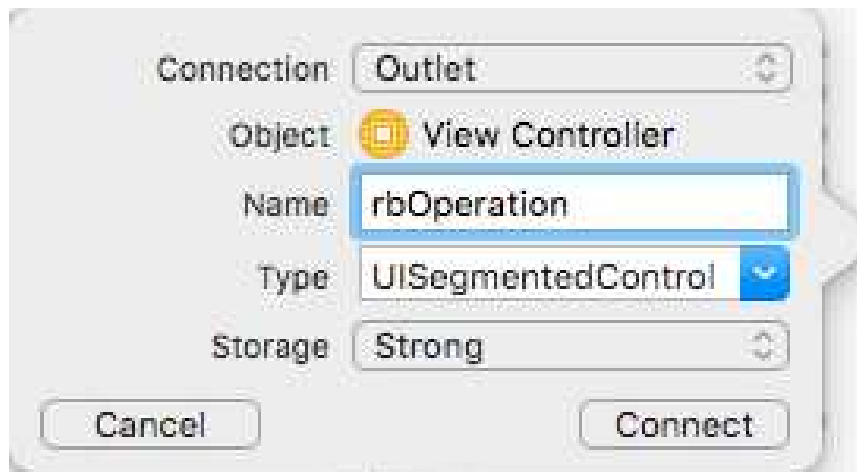 Connection Outlet
Object View Controller
Name rbOperation
Type UISegmentedControl
Storage Strong
Cancel Connect